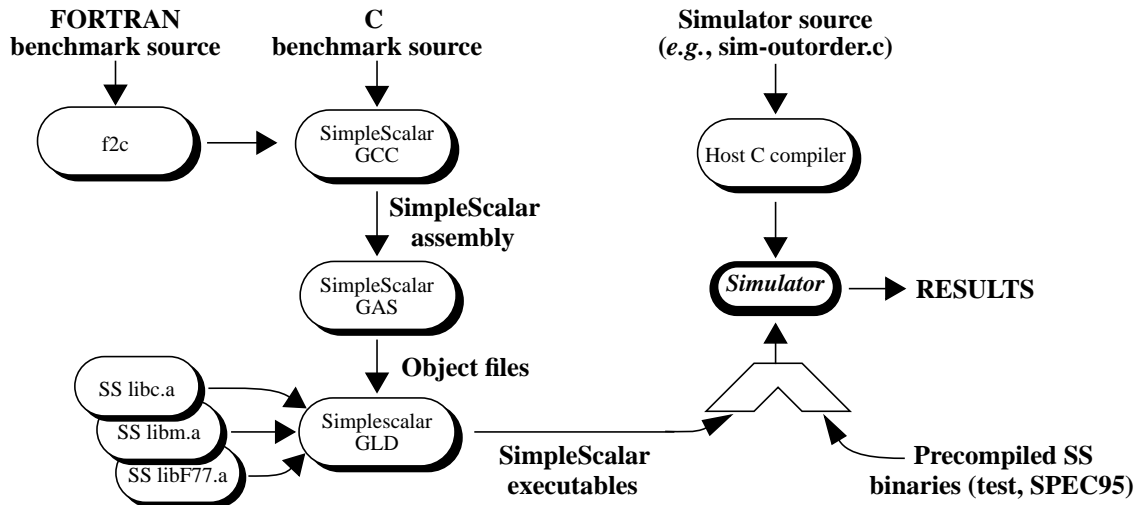 FORTRAN
benchmark source
C
benchmark source
Simulator source
(e.g., sim-outorder.c)
f2c
SimpleScalar
GCC
Host C compiler
SimpleScalar
assembly
SimpleScalar
GAS
Simulator
RESULTS
Object files
SS libc.a
SS libm.a
SS libF77.a
Simplescalar
GLD
SimpleScalar
executables
Precompiled SS
binaries (test, SPEC95)